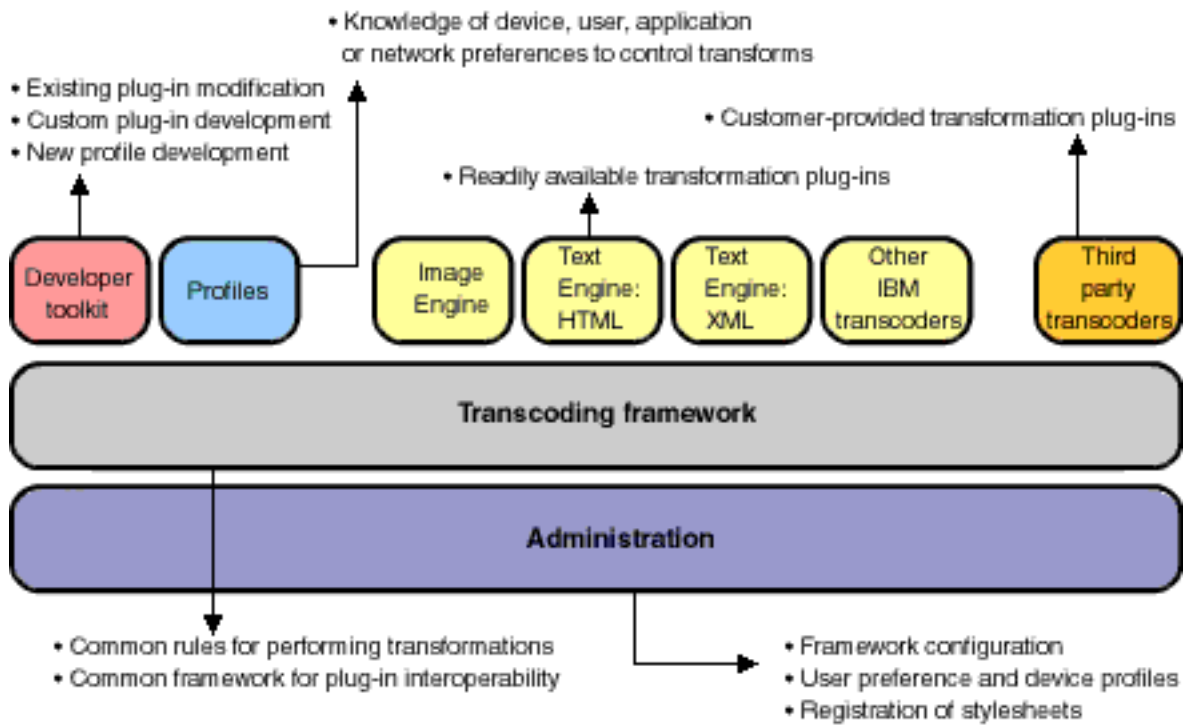 • Knowledge of device, user, application
or network preferences to control transforms
• Existing plug-in modification
• Custom plug-in development
• New profile development
• Customer-provided transformation plug-ins
• Readily available transformation plug-ins
Developer
toolkit
Profiles
Image
Engine
Text
Engine:
HTML
Text
Engine:
XML
Other
IBM
transcoders
Third
party
transcoders
Transcoding framework
Administration
• Common rules for performing transformations
• Common framework for plug-in interoperability
• Framework configuration
• User preference and device profiles
• Registration of stylesheets